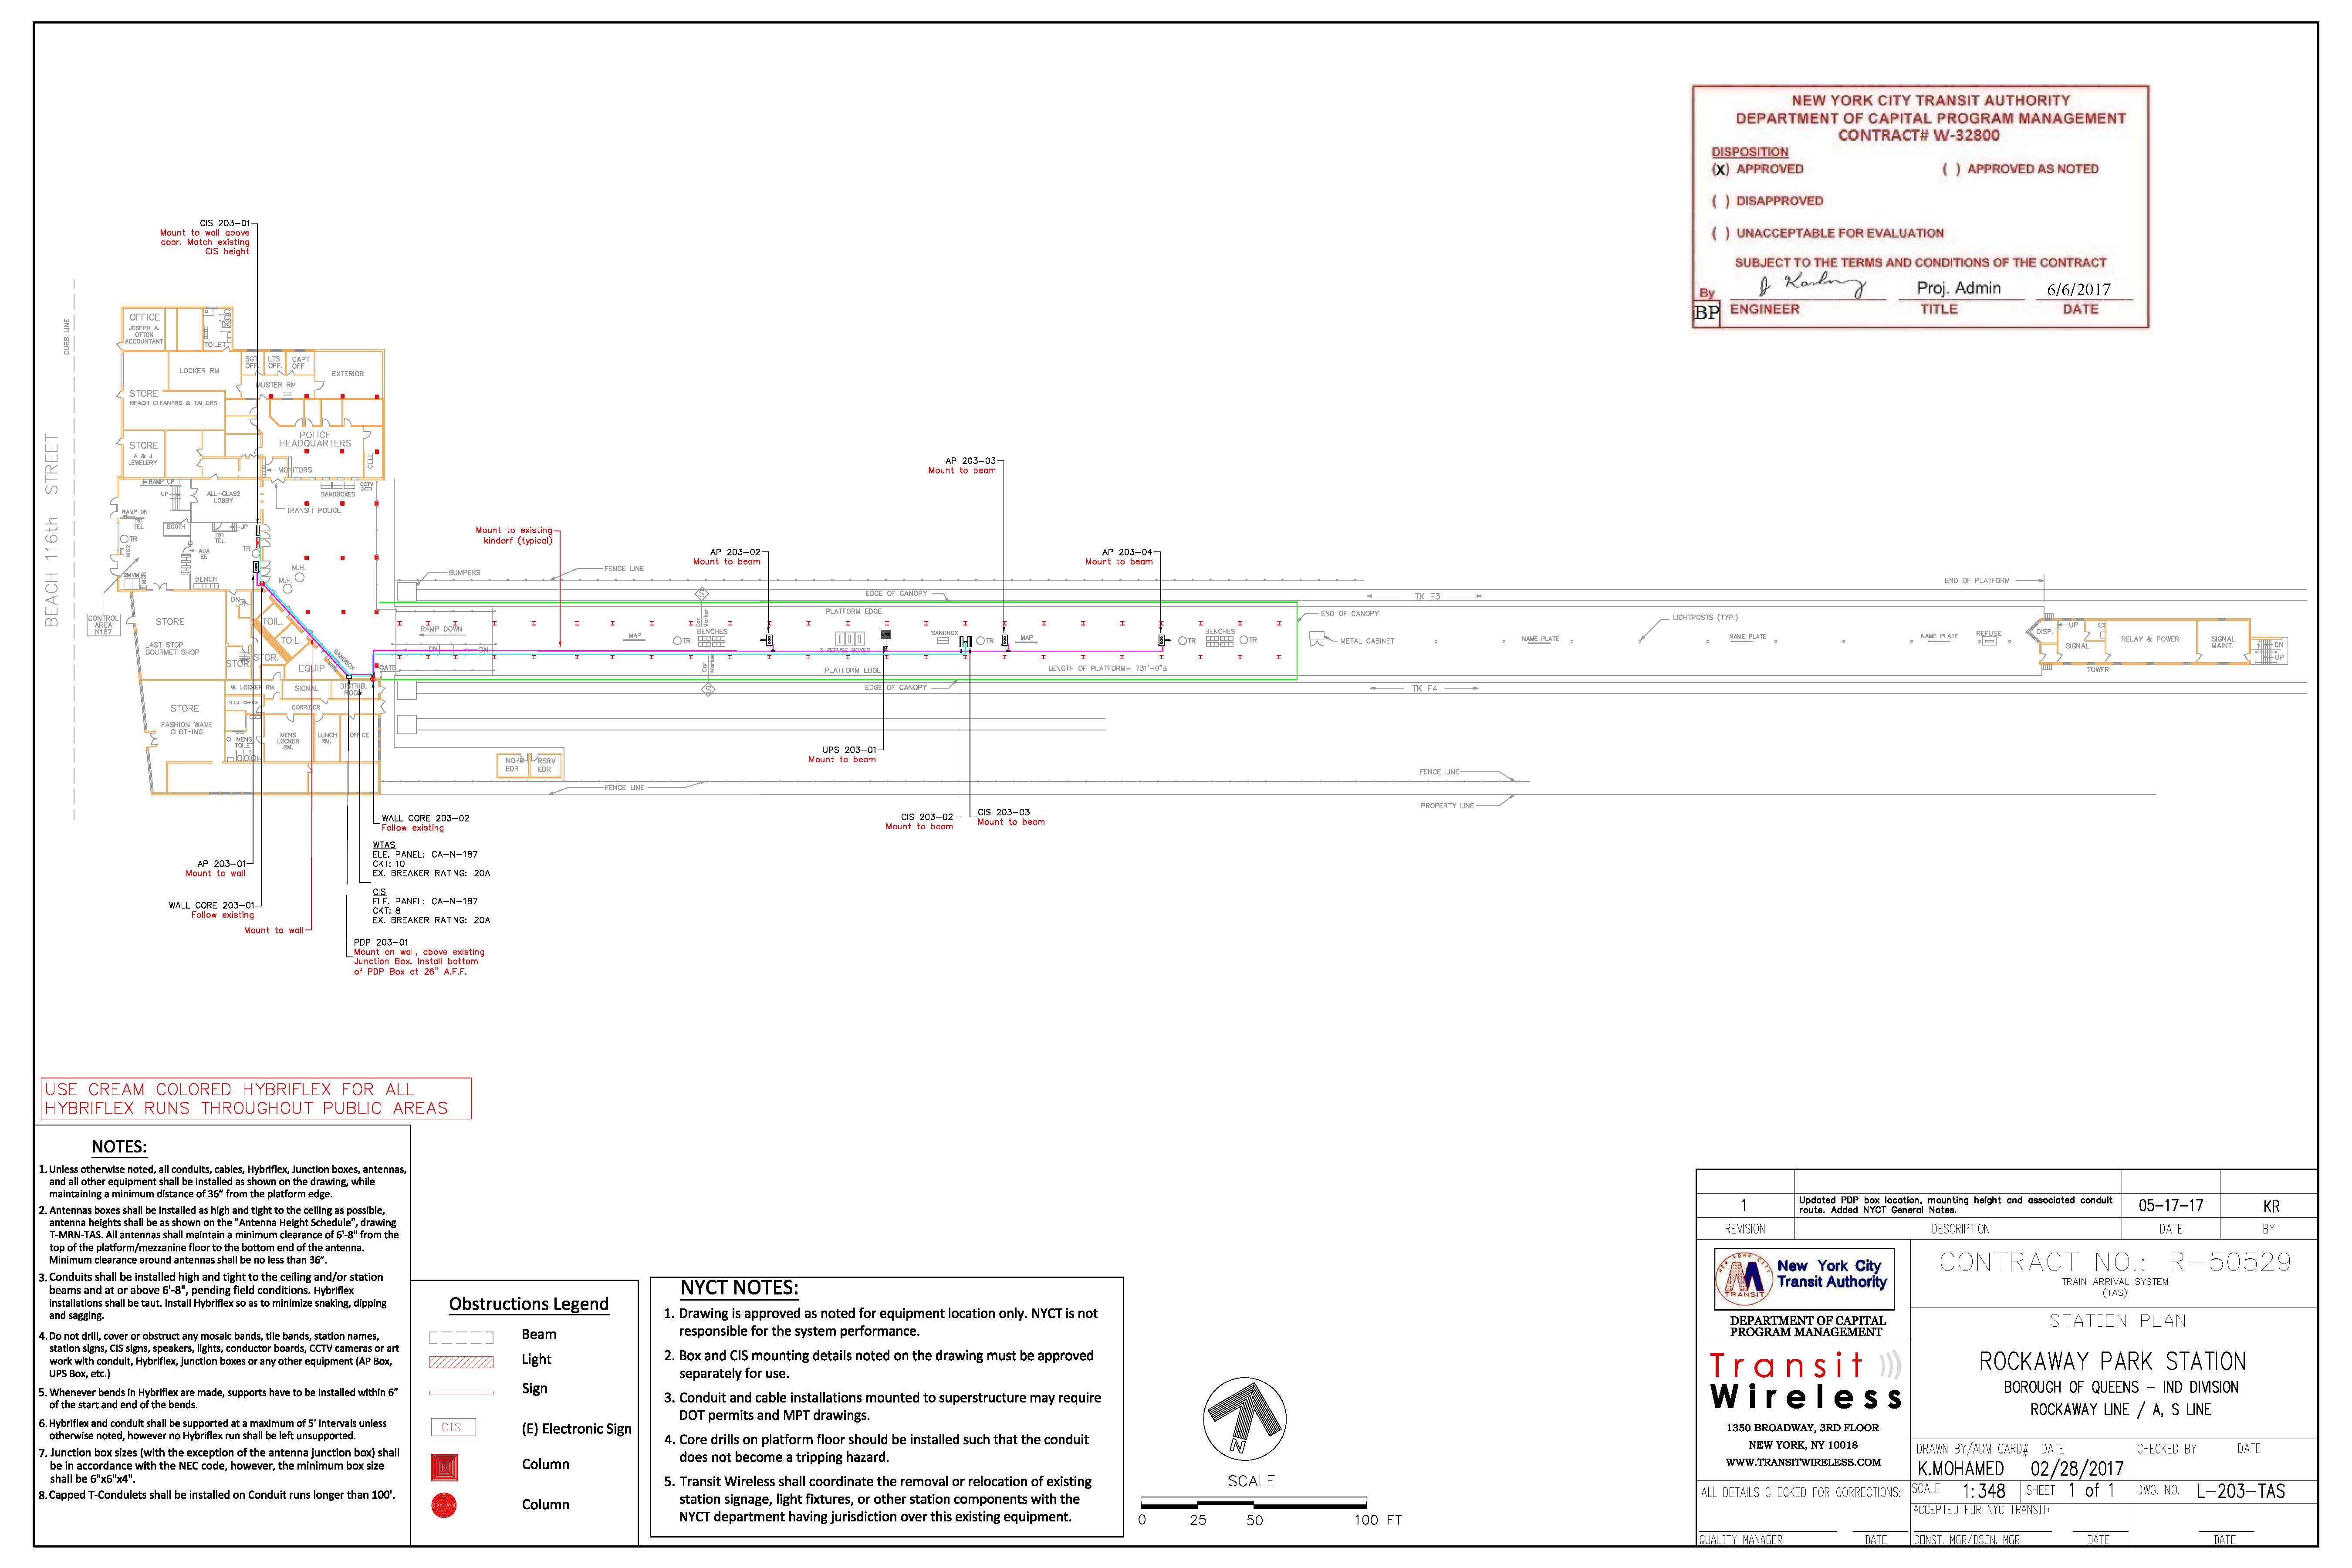 NEW YORK CITY TRANSIT AUTHORITY
DEPARTMENT OF CAPITAL PROGRAM MANAGEMENT
CONTRACT# W-32800
DISPOSITION
(X) APPROVED
( ) APPROVED AS NOTED
( ) DISAPPROVED
( ) UNACCEPTABLE FOR EVALUATION
SUBJECT TO THE TERMS AND CONDITIONS OF THE CONTRACT
By
Proj. Admin
6/6/2017
BP
ENGINEER
TITLE
DATE
CIS 203-01
Mount to wall above
door. Match existing
CIS height
CURB LINE
BEACH 116th STREET
OFFICE
JOSEPH A.
OTTON
ACCOUNTANT
TOILET
LOCKER RM
SGT
OFF.
LTS
OFF.
CAPT
OFF
EXTERIOR
MUSTER RM
STORE
BEACH CLEANERS & TAILORS
POLICE
HEADQUARTERS
CELL
STORE
A & J
JEWELERY
MONITORS
RAMP UP
UP
ALL-GLASS
LOBBY
SANDBOXES
CCTV
TRANSIT POLICE
RAMP DN
TEL
BOOTH
TEL
UP
TR
ADA
EE
TR
BENCH
M.H.
M.H.
DN
CONTROL
AREA
N187
STORE
LAST STOP
GOURMET SHOP
TOIL.
TOIL.
STOR.
STOR.
EQUIP
SANDBOX
GATE
W. LOCKER RM.
SIGNAL
DISTRIB.
ROOM
CORRIDOR
STORE
FASHION WAVE
CLOTHING
MENS
TOILET
MENS
LOCKER
RM.
LUNCH
RM.
OFFICE
Mount to existing
kindorf (typical)
AP 203-02
Mount to beam
AP 203-03
Mount to beam
AP 203-04
Mount to beam
BUMPERS
FENCE LINE
EDGE OF CANOPY
PLATFORM EDGE
RAMP DOWN
DN
DN
MAP
Car
Marker
S
TR
BENCHES
3 REFUSE BOXES
SANDBOX
TR
MAP
TR
BENCHES
TR
PLATFORM EDGE
LENGTH OF PLATFORM= 731'-0"±
Car
Marker
S
EDGE OF CANOPY
END OF CANOPY
METAL CABINET
TK F3
TK F4
NAME PLATE
LIGHTPOSTS (TYP.)
NAME PLATE
NAME PLATE
REFUSE
END OF PLATFORM
DISP.
UP
SIGNAL
RELAY & POWER
SIGNAL
MAINT.
DN
UP
TOWER
NORM
EDR
RSRV
EDR
FENCE LINE
FENCE LINE
PROPERTY LINE
UPS 203-01
Mount to beam
CIS 203-02
Mount to beam
CIS 203-03
Mount to beam
WALL CORE 203-02
Follow existing
WTAS
ELE. PANEL: CA-N-187
CKT: 10
EX. BREAKER RATING: 20A
CIS
ELE. PANEL: CA-N-187
CKT: 8
EX. BREAKER RATING: 20A
AP 203-01
Mount to wall
WALL CORE 203-01
Follow existing
Mount to wall
PDP 203-01
Mount on wall, above existing
Junction Box. Install bottom
of PDP Box at 26" A.F.F.
USE CREAM COLORED HYBRIFLEX FOR ALL
HYBRIFLEX RUNS THROUGHOUT PUBLIC AREAS
NOTES:
1. Unless otherwise noted, all conduits, cables, Hybriflex, Junction boxes, antennas,
and all other equipment shall be installed as shown on the drawing, while
maintaining a minimum distance of 36" from the platform edge.
2. Antennas boxes shall be installed as high and tight to the ceiling as possible,
antenna heights shall be as shown on the "Antenna Height Schedule", drawing
T-MRN-TAS. All antennas shall maintain a minimum clearance of 6'-8" from the
top of the platform/mezzanine floor to the bottom end of the antenna.
Minimum clearance around antennas shall be no less than 36".
3. Conduits shall be installed high and tight to the ceiling and/or station
beams and at or above 6'-8", pending field conditions. Hybriflex
installations shall be taut. Install Hybriflex so as to minimize snaking, dipping
and sagging.
4. Do not drill, cover or obstruct any mosaic bands, tile bands, station names,
station signs, CIS signs, speakers, lights, conductor boards, CCTV cameras or art
work with conduit, Hybriflex, junction boxes or any other equipment (AP Box,
UPS Box, etc.)
5. Whenever bends in Hybriflex are made, supports have to be installed within 6"
of the start and end of the bends.
6. Hybriflex and conduit shall be supported at a maximum of 5' intervals unless
otherwise noted, however no Hybriflex run shall be left unsupported.
7. Junction box sizes (with the exception of the antenna junction box) shall
be in accordance with the NEC code, however, the minimum box size
shall be 6"x6"x4".
8. Capped T-Condulets shall be installed on Conduit runs longer than 100'.
Obstructions Legend
Beam
Light
Sign
CIS
(E) Electronic Sign
Column
Column
NYCT NOTES:
1. Drawing is approved as noted for equipment location only. NYCT is not
responsible for the system performance.
2. Box and CIS mounting details noted on the drawing must be approved
separately for use.
3. Conduit and cable installations mounted to superstructure may require
DOT permits and MPT drawings.
4. Core drills on platform floor should be installed such that the conduit
does not become a tripping hazard.
5. Transit Wireless shall coordinate the removal or relocation of existing
station signage, light fixtures, or other station components with the
NYCT department having jurisdiction over this existing equipment.
N
SCALE
0 25 50 100 FT
1
Updated PDP box location, mounting height and associated conduit
route. Added NYCT General Notes.
05-17-17
KR
REVISION
DESCRIPTION
DATE
BY
TRANSIT
New York City
Transit Authority
DEPARTMENT OF CAPITAL
PROGRAM MANAGEMENT
Transit
Wireless
1350 BROADWAY, 3RD FLOOR
NEW YORK, NY 10018
WWW.TRANSITWIRELESS.COM
ALL DETAILS CHECKED FOR CORRECTIONS:
QUALITY MANAGER
DATE
CONTRACT NO.: R-50529
TRAIN ARRIVAL SYSTEM
(TAS)
STATION PLAN
ROCKAWAY PARK STATION
BOROUGH OF QUEENS - IND DIVISION
ROCKAWAY LINE / A, S LINE
DRAWN BY/ADM CARD# DATE
K.MOHAMED 02/28/2017
CHECKED BY DATE
SCALE 1:348
SHEET 1 of 1
DWG. NO. L-203-TAS
ACCEPTED FOR NYC TRANSIT:
CONST. MGR/DSGN. MGR
DATE
DATE